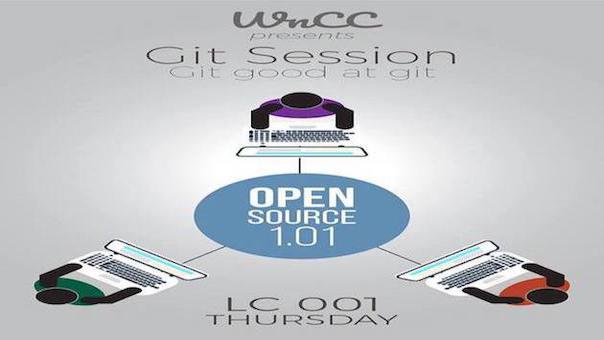 WnCC
presents
Git Session
Git good at git
OPEN
SOURCE
1.01
LC 001
THURSDAY